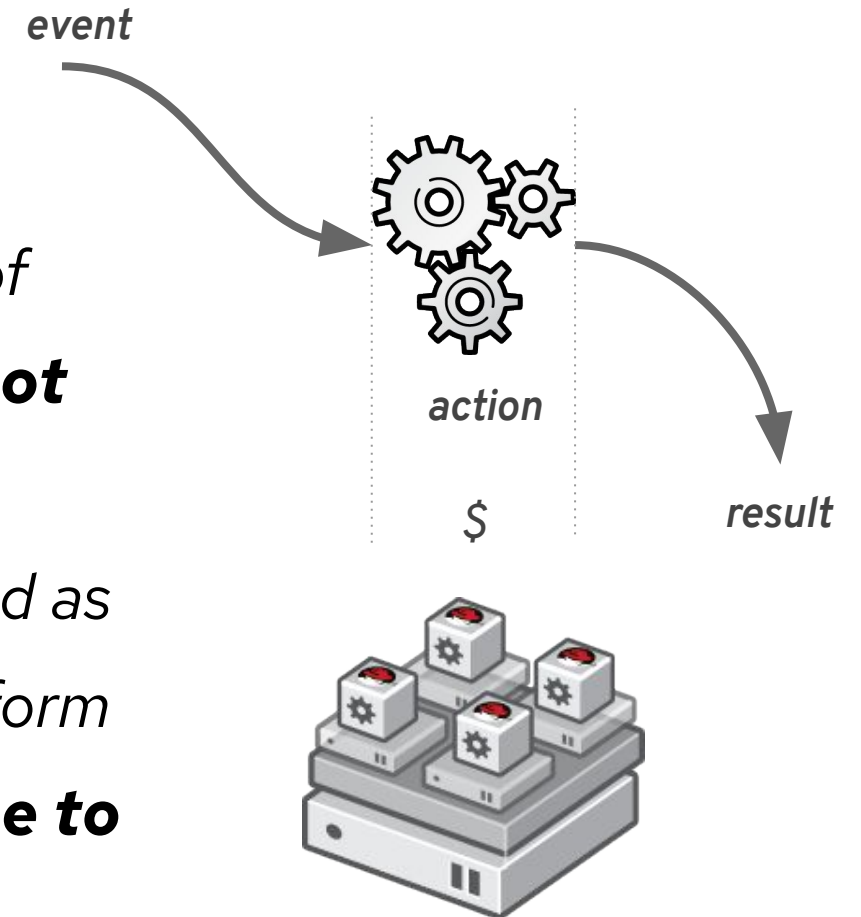 event
of
ot
action
$
result
d as
form
e to